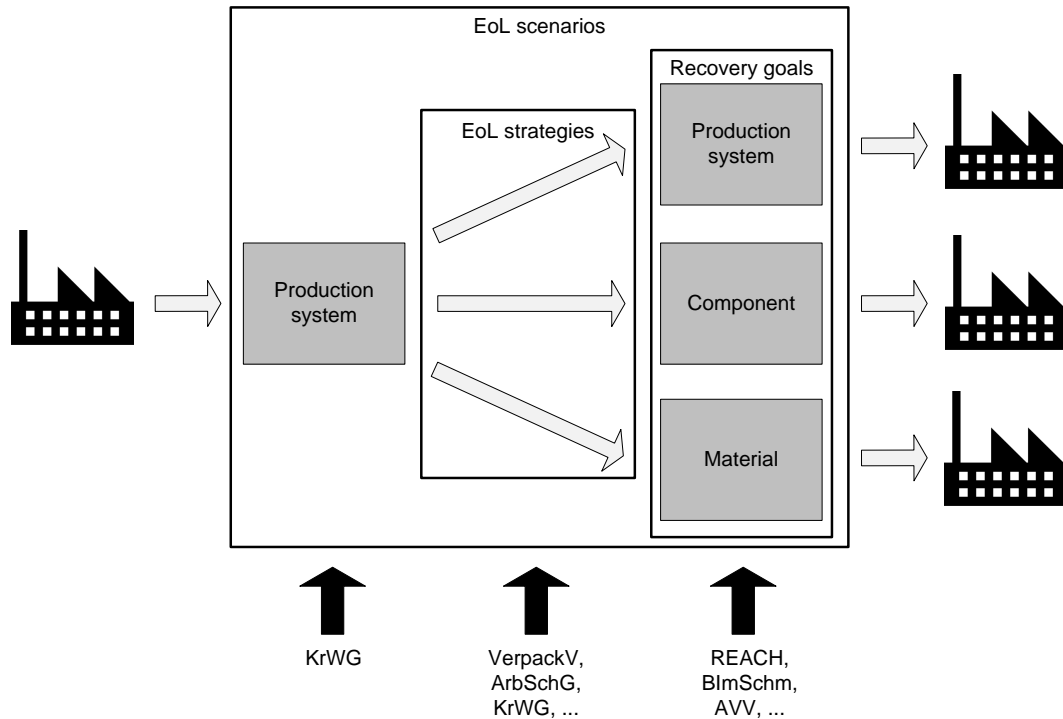 EoL scenarios
Recovery goals
EoL strategies
Production
system
Production
system
Component
Material
KrWG
VerpackV,
ArbSchG,
KrWG, ...
REACH,
BImSchm,
AVV, ...